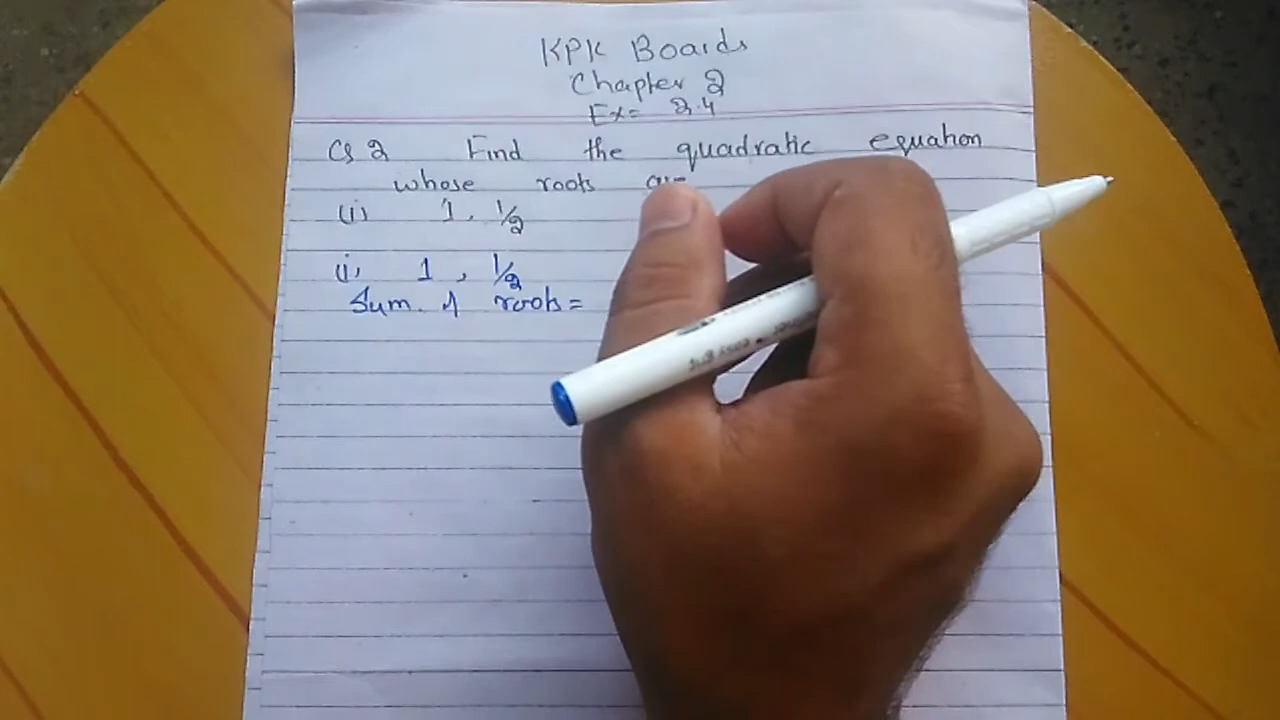 KPK Boards
Chapter 2
Ex= 2.4
Q 2 Find the quadratic equation
whose roots are
(i) 1, 1/2
(i) 1, 1/2
Sum of roots =